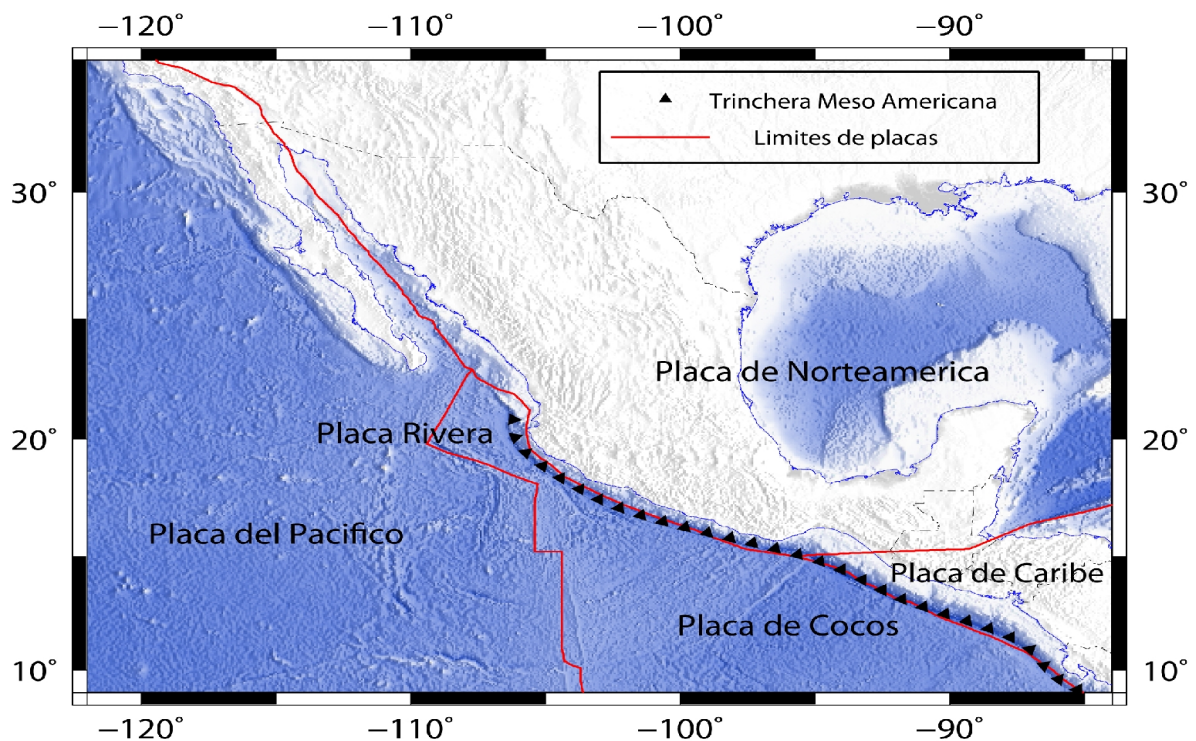 −120° −110° −100° −90°
Trinchera Meso Americana
Limites de placas
30° 30°
Placa de Norteamerica
20° Placa Rivera 20°
Placa del Pacifico
Placa de Caribe
Placa de Cocos
10° 10°
−120° −110° −100° −90°